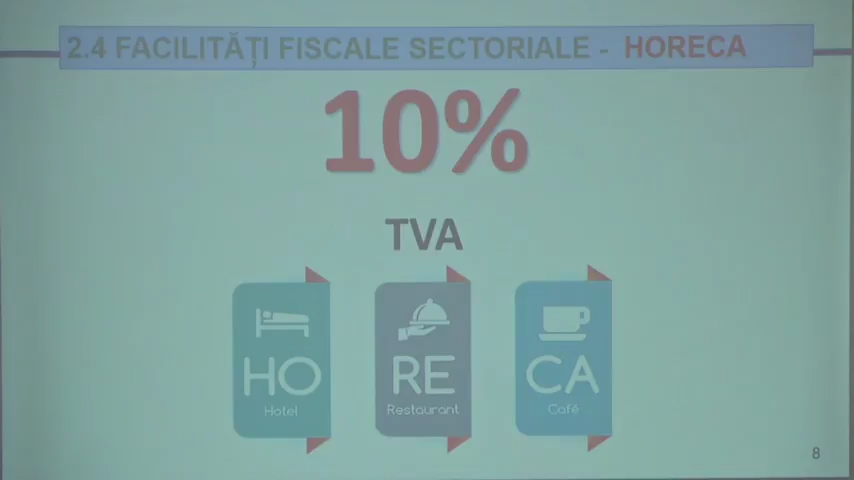 2.4 FACILITĂȚI FISCALE SECTORIALE - HORECA
10%
TVA
HO RE CA
Hotel Restaurant Café
8